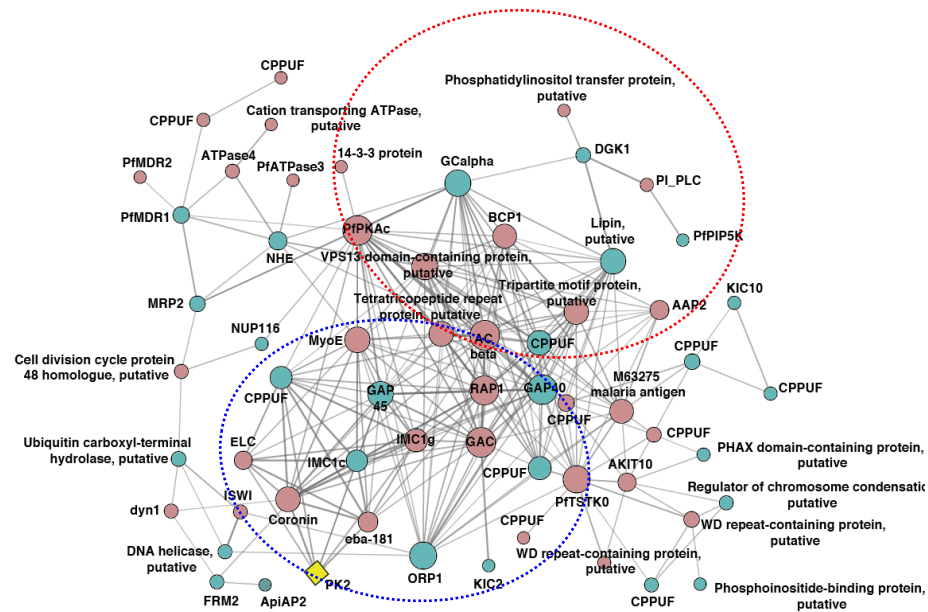 CPPUF
Phosphatidylinositol transfer protein,
putative
CPPUF
Cation transporting ATPase,
putative
PfMDR2
ATPase4
PfATPase3
14-3-3 protein
GCalpha
DGK1
PI_PLC
PfMDR1
PfPKAc
BCP1
Lipin,
putative
PfPIP5K
NHE
VPS13 domain-containing protein,
putative
MRP2
Tetratricopeptide repeat
protein, putative
Tripartite motif protein,
putative
AAP2
KIC10
NUP116
MyoE
AC
beta
CPPUF
CPPUF
Cell division cycle protein
48 homologue, putative
CPPUF
GAP
45
RAP1
GAP40
M63275
malaria antigen
CPPUF
CPPUF
Ubiquitin carboxyl-terminal
hydrolase, putative
ELC
IMC1c
IMC1g
GAC
CPPUF
CPPUF
PHAX domain-containing protein,
putative
AKIT10
PfTSTK0
Regulator of chromosome condensatio
putative
dyn1
ISWI
Coronin
eba-181
CPPUF
WD repeat-containing protein,
putative
DNA helicase,
putative
WD repeat-containing protein,
putative
FRM2
ApiAP2
PK2
ORP1
KIC2
CPPUF
Phosphoinositide-binding protein,
putative